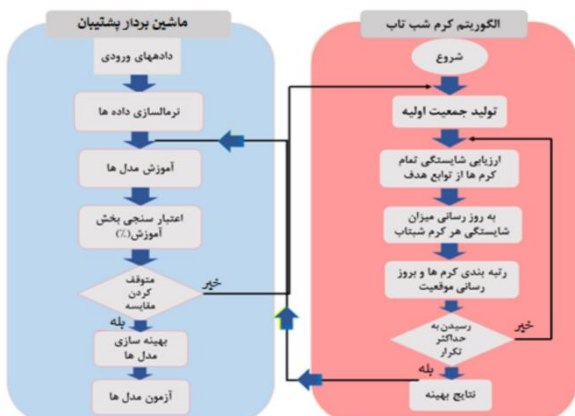 الگوریتم کرم شب تاب
شروع
تولید جمعیت اولیه
ارزیابی شایستگی تمام
کرم ها از توابع هدف
به روز رسانی میزان
شایستگی هر کرم شبتاب
رتبه بندی کرم ها و بروز
رسانی موقعیت
رسیدن به
حداکثر
تکرار
خیر
بله
نتایج بهینه
ماشین بردار پشتیبان
دادههای ورودی
نرمالسازی داده ها
آموزش مدل ها
اعتبار سنجی بخش
آموزش(٪)
متوقف
کردن
مقایسه
خیر
بله
بهینه سازی
مدل ها
آزمون مدل ها